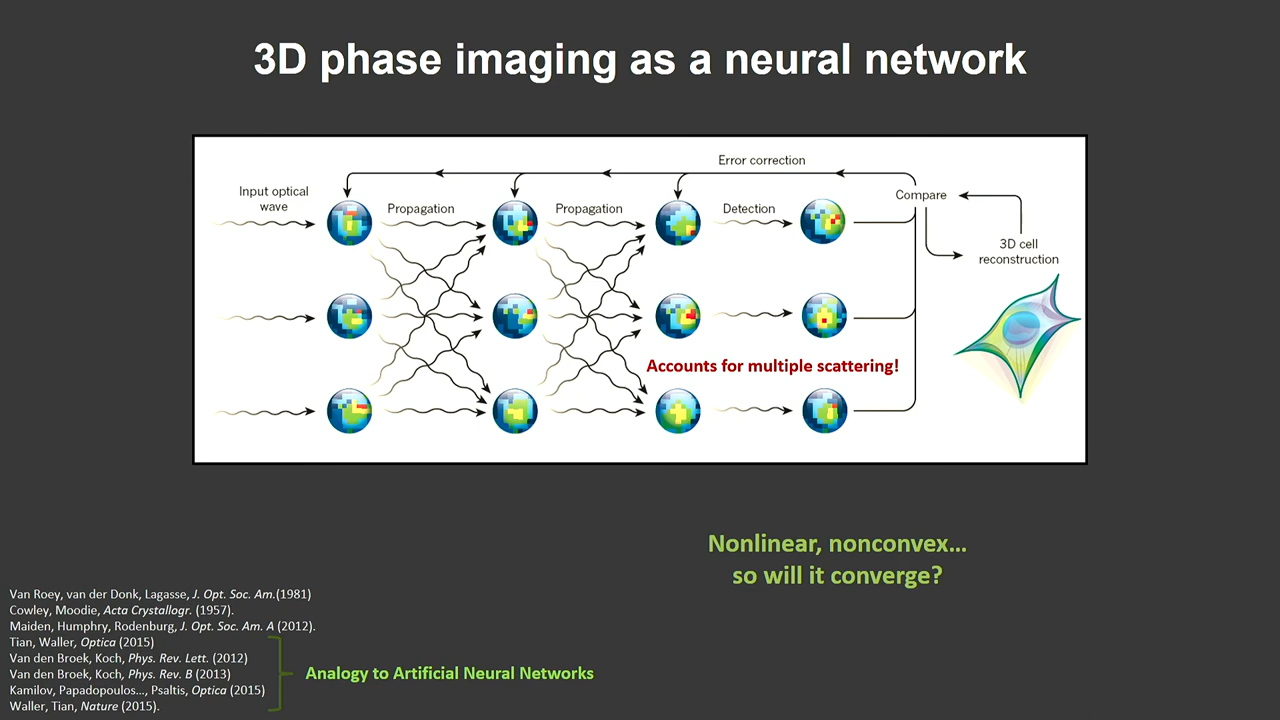 3D phase imaging as a neural network
Error correction
Input optical
wave
Propagation
Propagation
Detection
Compare
3D cell
reconstruction
Accounts for multiple scattering!
Nonlinear, nonconvex…
so will it converge?
Van Roey, van der Donk, Lagasse, J. Opt. Soc. Am.(1981)
Cowley, Moodie, Acta Crystallogr. (1957).
Maiden, Humphry, Rodenburg, J. Opt. Soc. Am. A (2012).
Tian, Waller, Optica (2015)
Van den Broek, Koch, Phys. Rev. Lett. (2012)
Van den Broek, Koch, Phys. Rev. B (2013)
Kamilov, Papadopoulos…, Psaltis, Optica (2015)
Waller, Tian, Nature (2015).
Analogy to Artificial Neural Networks